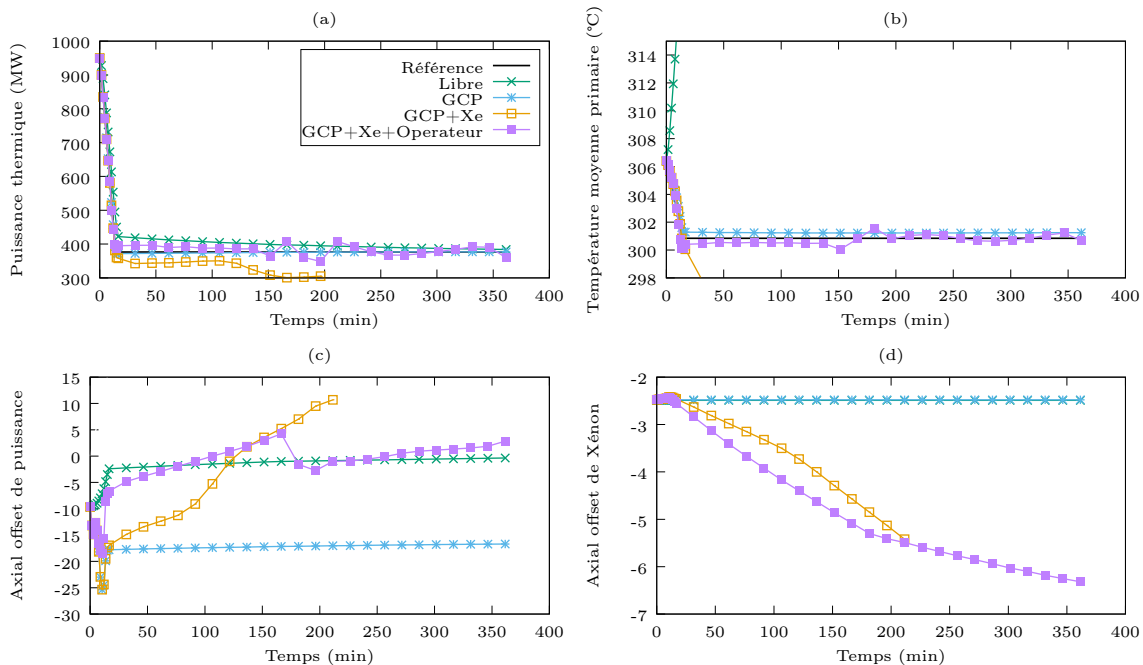 (a)
Puissance thermique (MW)
1000
900
800
700
600
500
400
300
0 50 100 150 200 250 300 350 400
Temps (min)
Référence
Libre
GCP
GCP+Xe
GCP+Xe+Operateur
(b)
Température moyenne primaire (°C)
314
312
310
308
306
304
302
300
298
0 50 100 150 200 250 300 350 400
Temps (min)
(c)
Axial offset de puissance
15
10
5
0
-5
-10
-15
-20
-25
-30
0 50 100 150 200 250 300 350 400
Temps (min)
(d)
Axial offset de Xénon
-2
-3
-4
-5
-6
-7
0 50 100 150 200 250 300 350 400
Temps (min)